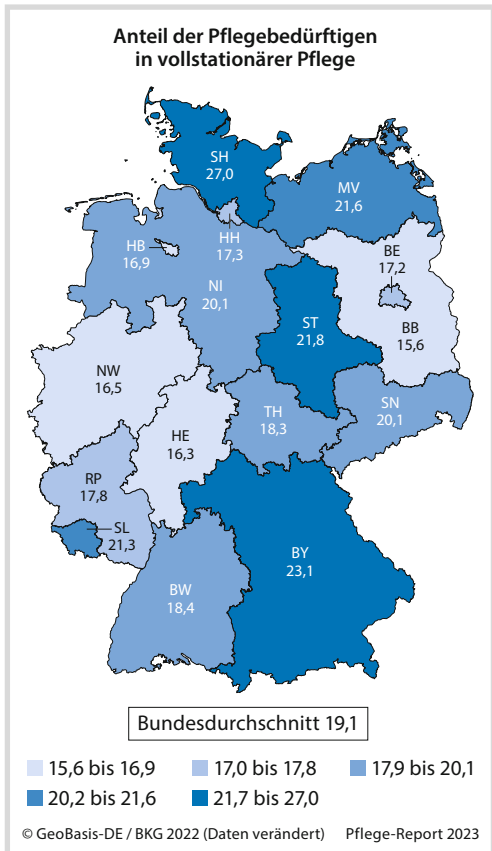 Anteil der Pflegebedürftigen
in vollstationärer Pflege
SH
27,0
MV
21,6
HH
17,3
HB
16,9
BE
17,2
NI
20,1
ST
21,8
BB
15,6
NW
16,5
HE
16,3
TH
18,3
SN
20,1
RP
17,8
SL
21,3
BW
18,4
BY
23,1
Bundesdurchschnitt 19,1
15,6 bis 16,9 17,0 bis 17,8 17,9 bis 20,1
20,2 bis 21,6 21,7 bis 27,0
© GeoBasis-DE / BKG 2022 (Daten verändert) Pflege-Report 2023